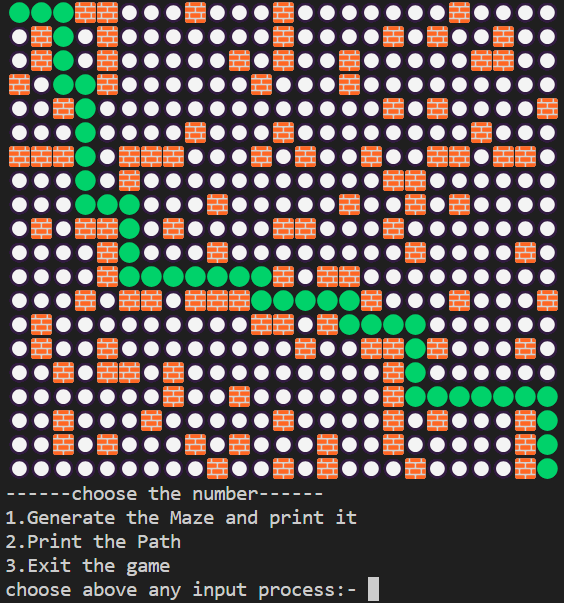 ------choose the number------
1.Generate the Maze and print it
2.Print the Path
3.Exit the game
choose above any input process:-